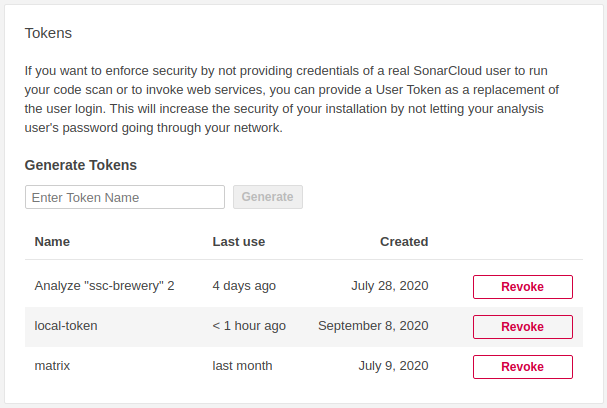 Tokens
If you want to enforce security by not providing credentials of a real SonarCloud user to run
your code scan or to invoke web services, you can provide a User Token as a replacement of
the user login. This will increase the security of your installation by not letting your analysis
user's password going through your network.
Generate Tokens
Enter Token Name Generate
Name Last use Created
Analyze "ssc-brewery" 2 4 days ago July 28, 2020 Revoke
local-token < 1 hour ago September 8, 2020 Revoke
matrix last month July 9, 2020 Revoke